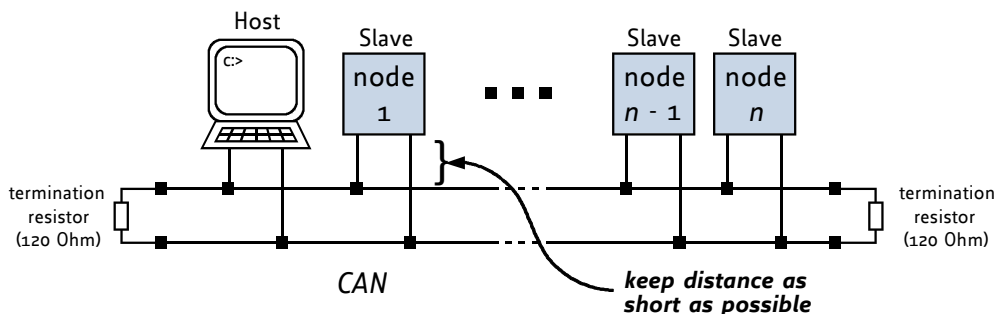 Host
c:>
Slave
node
1
Slave
node
n - 1
Slave
node
n
termination
resistor
(120 Ohm)
termination
resistor
(120 Ohm)
CAN
keep distance as
short as possible